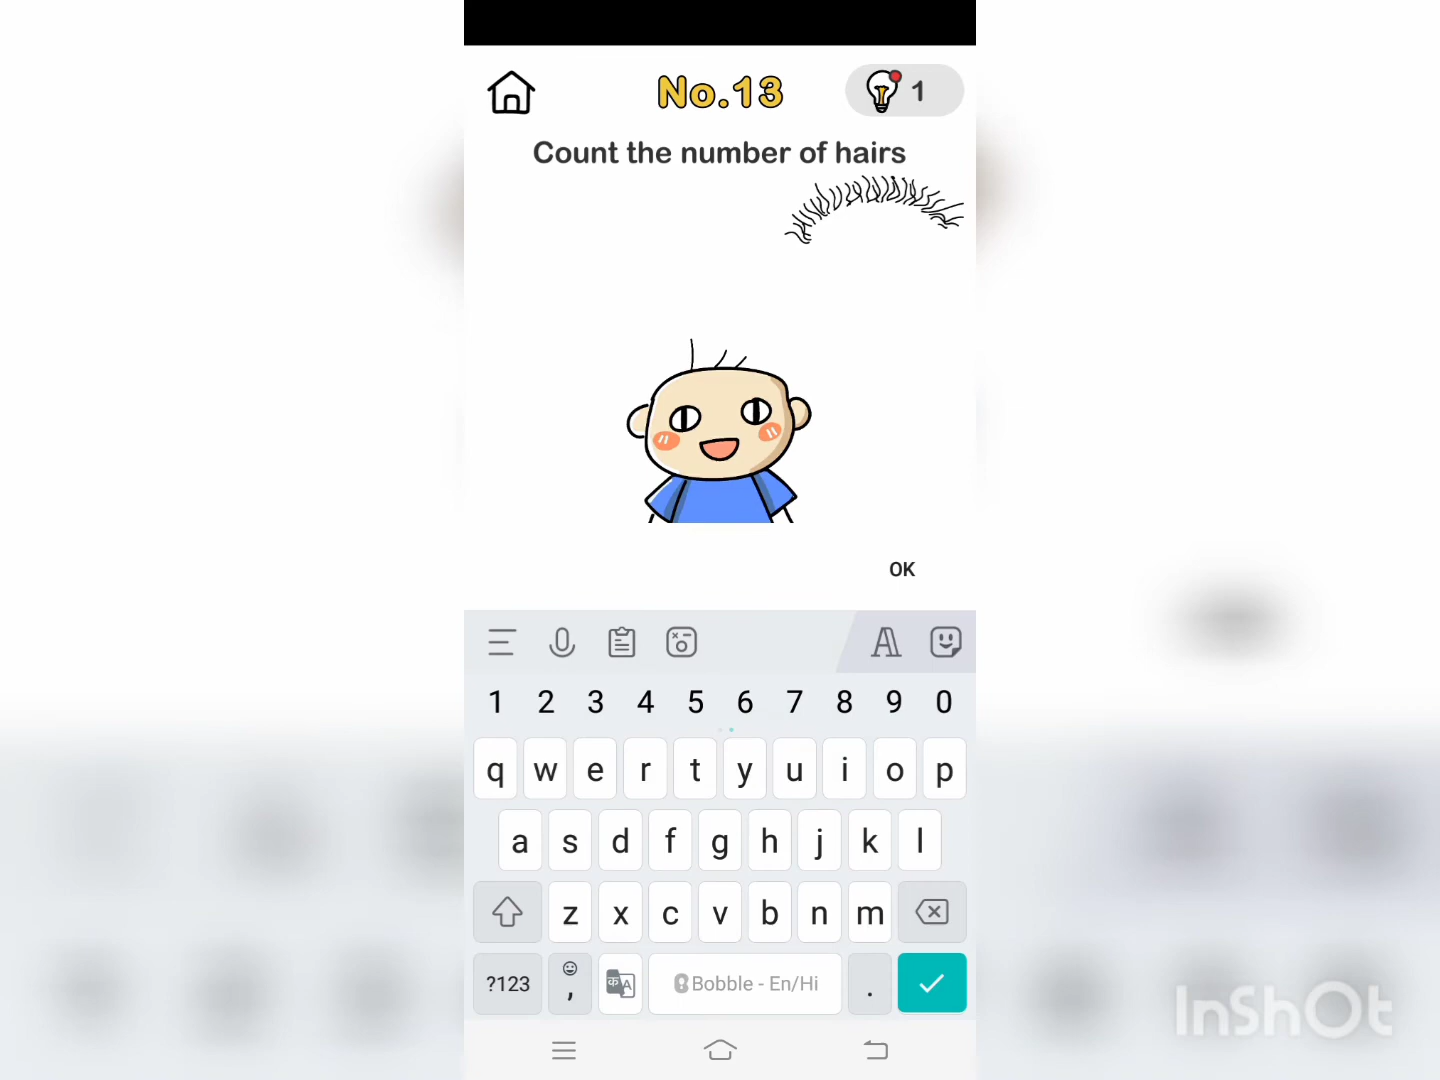 No.13
1
Count the number of hairs
OK
1 2 3 4 5 6 7 8 9 0
q w e r t y u i o p
a s d f g h j k l
z x c v b n m
?123 , क A Bobble - En/Hi .
InShOt